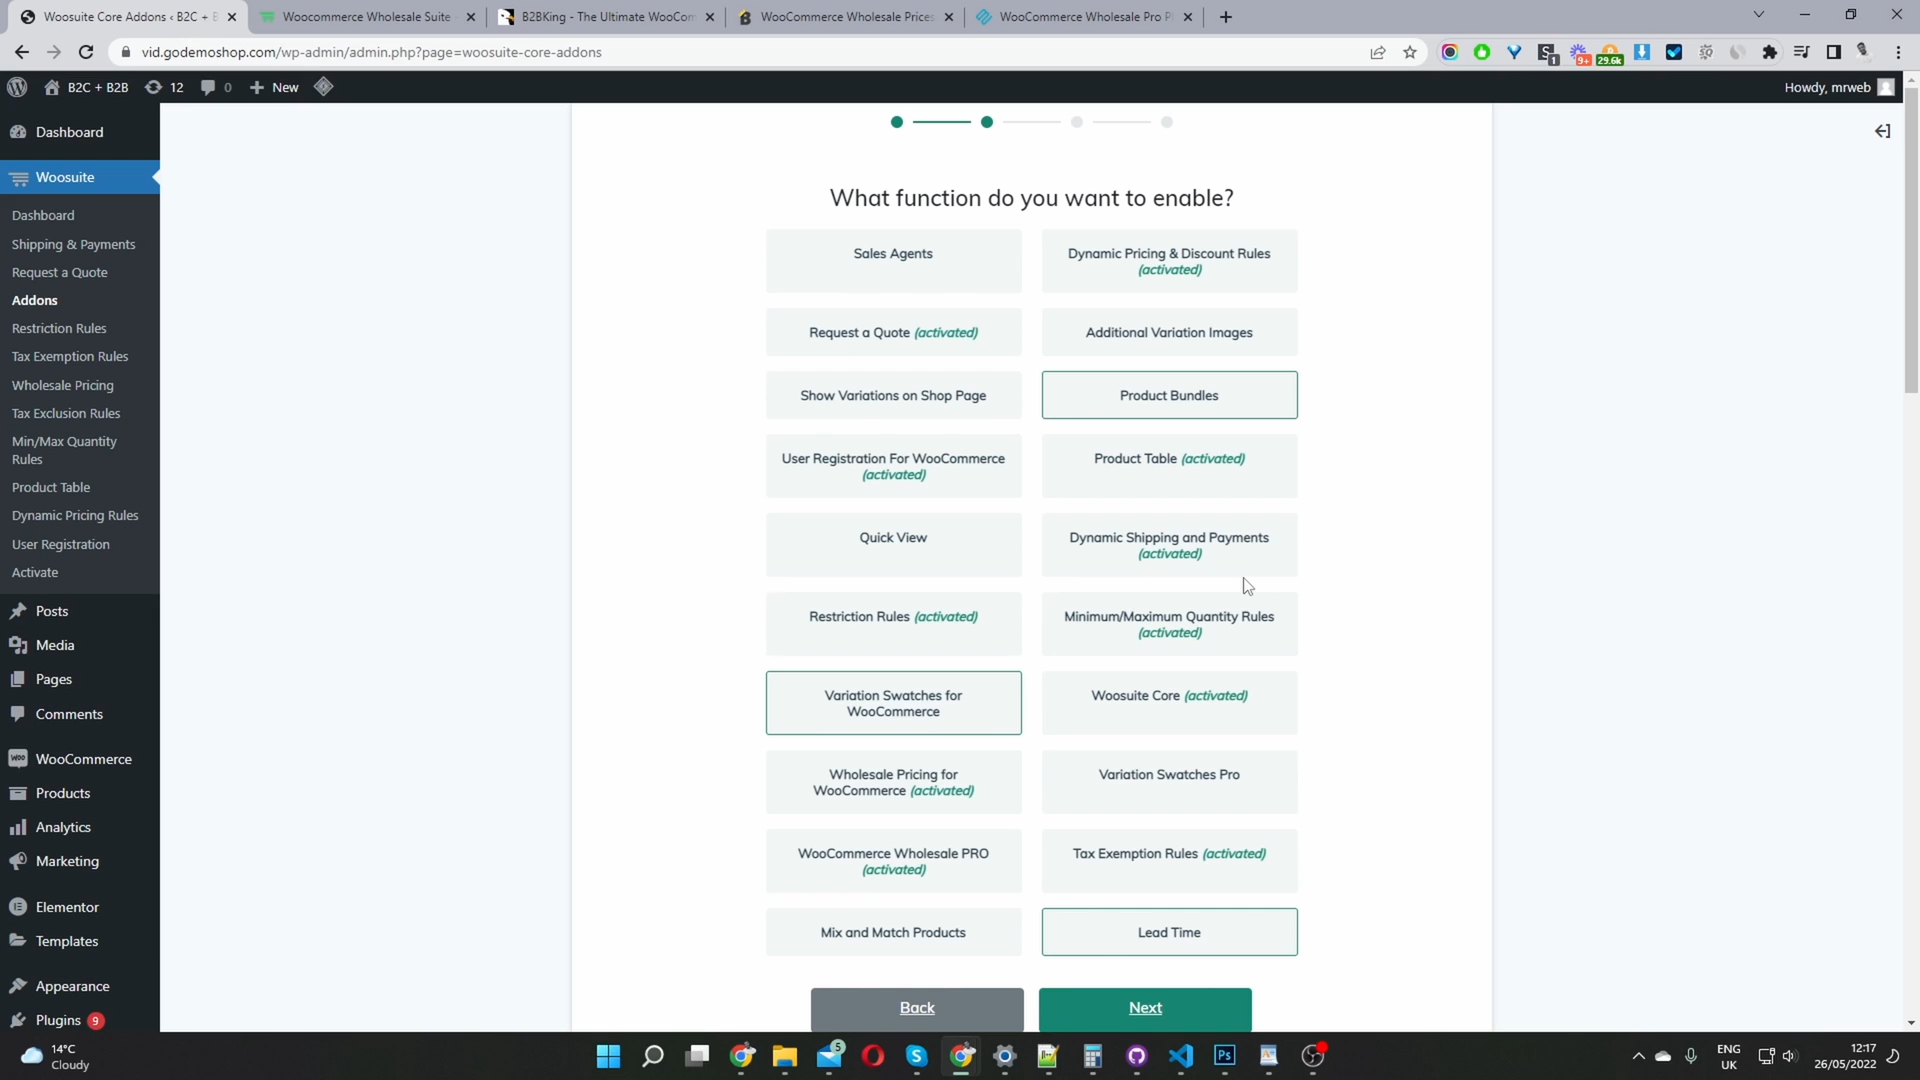 Woosuite Core Addons ‹ B2C + B
Woocommerce Wholesale Suite
B2BKing - The Ultimate WooCom
WooCommerce Wholesale Prices
WooCommerce Wholesale Pro P
vid.godemoshop.com/wp-admin/admin.php?page=woosuite-core-addons
1
9+
29.6k
B2C + B2B
12
0
New
Howdy, mrweb
Dashboard
Woosuite
Dashboard
Shipping & Payments
Request a Quote
Addons
Restriction Rules
Tax Exemption Rules
Wholesale Pricing
Tax Exclusion Rules
Min/Max Quantity
Rules
Product Table
Dynamic Pricing Rules
User Registration
Activate
Posts
Media
Pages
Comments
WooCommerce
Products
Analytics
Marketing
Elementor
Templates
Appearance
Plugins 9
What function do you want to enable?
Sales Agents
Dynamic Pricing & Discount Rules
(activated)
Request a Quote (activated)
Additional Variation Images
Show Variations on Shop Page
Product Bundles
User Registration For WooCommerce
(activated)
Product Table (activated)
Quick View
Dynamic Shipping and Payments
(activated)
Restriction Rules (activated)
Minimum/Maximum Quantity Rules
(activated)
Variation Swatches for
WooCommerce
Woosuite Core (activated)
Wholesale Pricing for
WooCommerce (activated)
Variation Swatches Pro
WooCommerce Wholesale PRO
(activated)
Tax Exemption Rules (activated)
Mix and Match Products
Lead Time
Back
Next
14°C
Cloudy
5
Ps
ENG
UK
12:17
26/05/2022